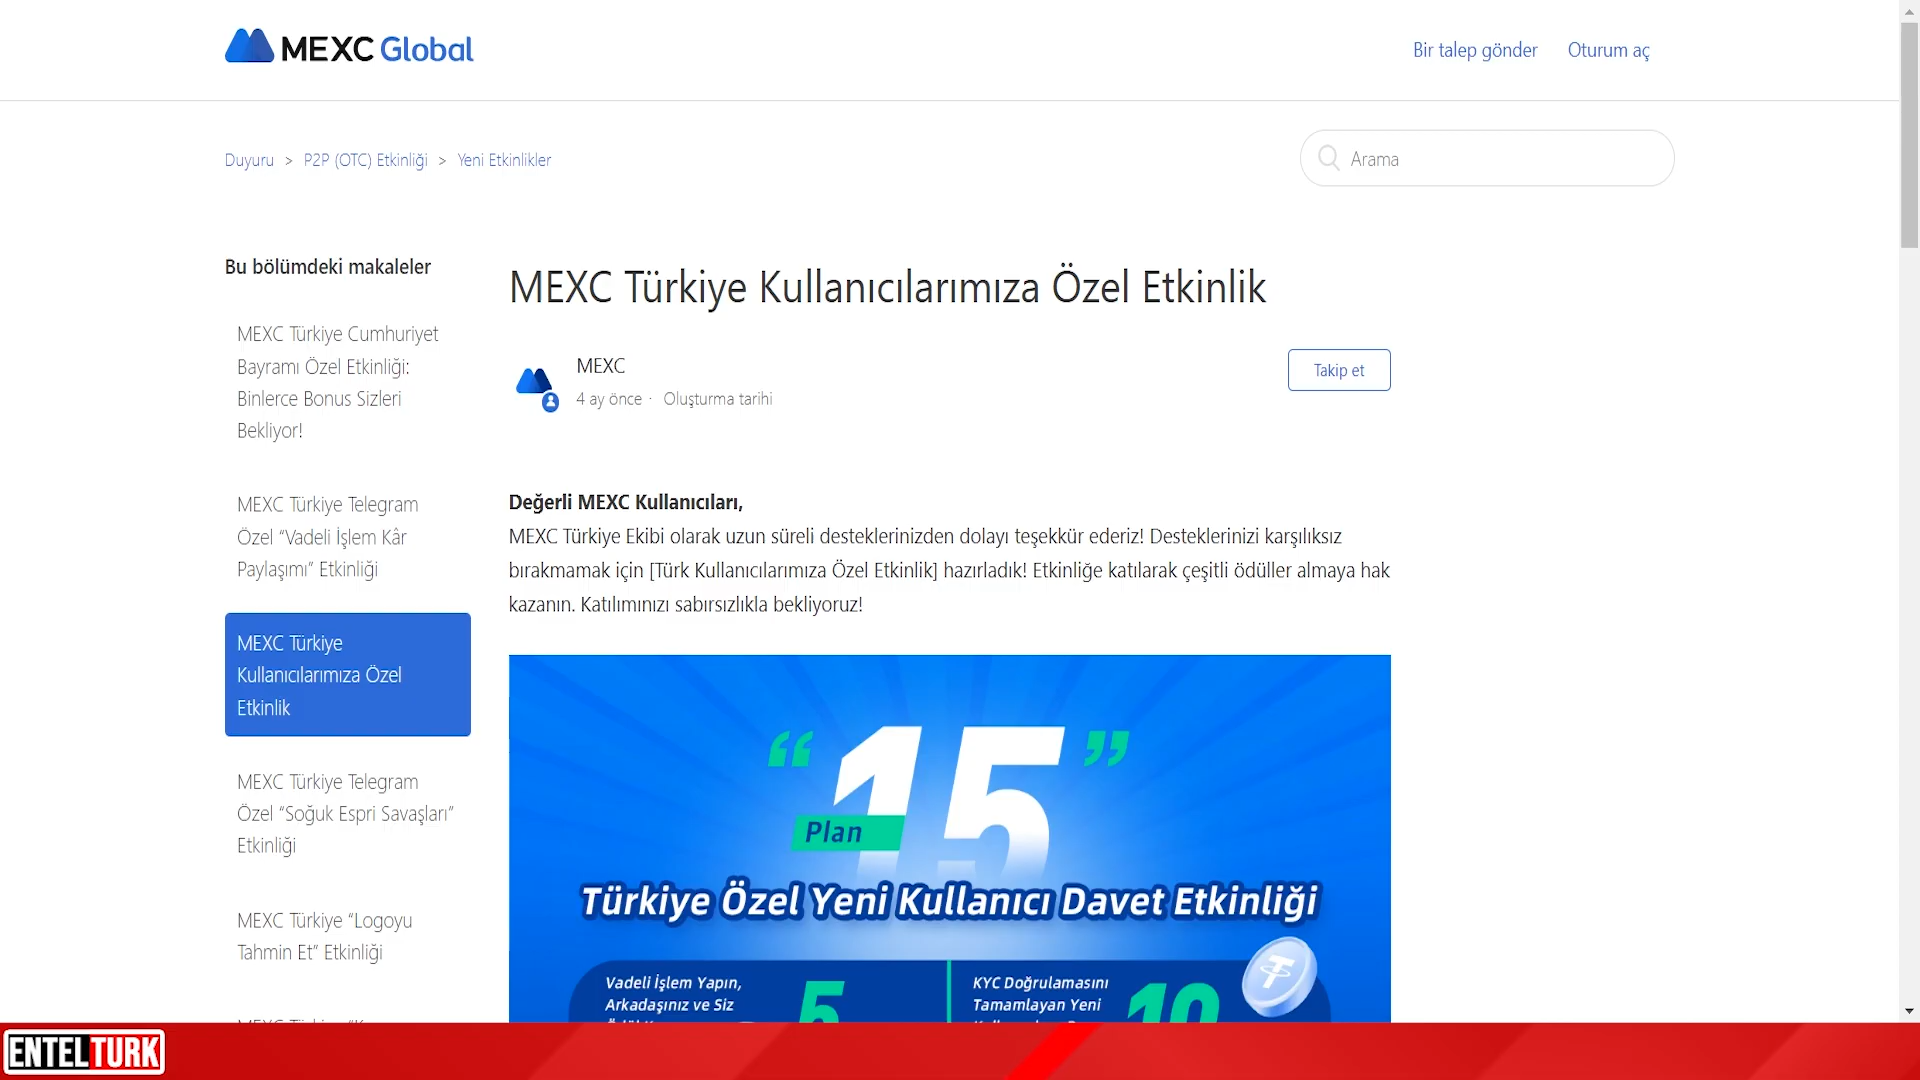 MEXC Global
Bir talep gönder
Oturum aç
Duyuru > P2P (OTC) Etkinliği > Yeni Etkinlikler
Arama
Bu bölümdeki makaleler
MEXC Türkiye Cumhuriyet
Bayramı Özel Etkinliği:
Binlerce Bonus Sizleri
Bekliyor!
MEXC Türkiye Telegram
Özel “Vadeli İşlem Kâr
Paylaşımı” Etkinliği
MEXC Türkiye
Kullanıcılarımıza Özel
Etkinlik
MEXC Türkiye Telegram
Özel “Soğuk Espri Savaşları”
Etkinliği
MEXC Türkiye “Logoyu
Tahmin Et” Etkinliği
MEXC Türkiye Kullanıcılarımıza Özel Etkinlik
MEXC
4 ay önce · Oluşturma tarihi
Takip et
Değerli MEXC Kullanıcıları,
MEXC Türkiye Ekibi olarak uzun süreli desteklerinizden dolayı teşekkür ederiz! Desteklerinizi karşılıksız
bırakmamak için [Türk Kullanıcılarımıza Özel Etkinlik] hazırladık! Etkinliğe katılarak çeşitli ödüller almaya hak
kazanın. Katılımınızı sabırsızlıkla bekliyoruz!
“15”
Plan
Türkiye Özel Yeni Kullanıcı Davet Etkinliği
Vadeli İşlem Yapın,
Arkadaşınız ve Siz
5
KYC Doğrulamasını
Tamamlayan Yeni
10
ENTELTURK